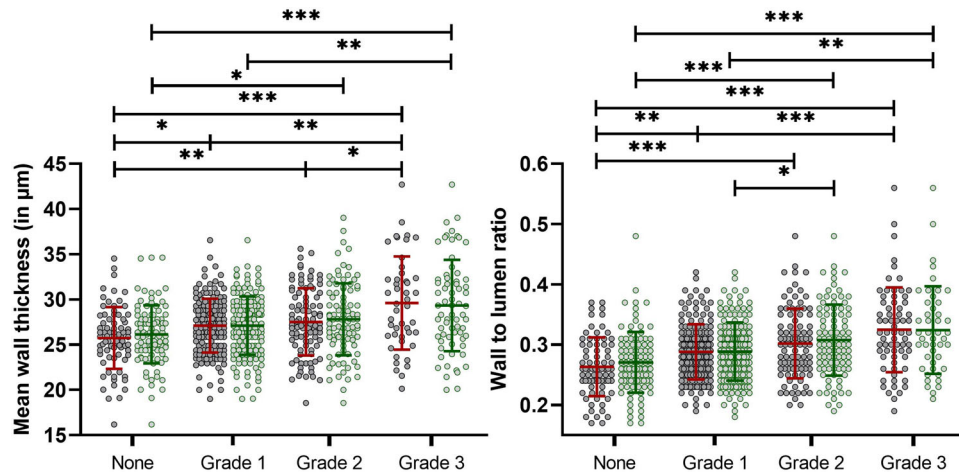 ***
**
*
***
*
**
**
*
Mean wall thickness (in µm)
45
40
35
30
25
20
15
None
Grade 1
Grade 2
Grade 3
***
**
***
***
**
***
***
*
Wall to lumen ratio
0.6
0.5
0.4
0.3
0.2
None
Grade 1
Grade 2
Grade 3